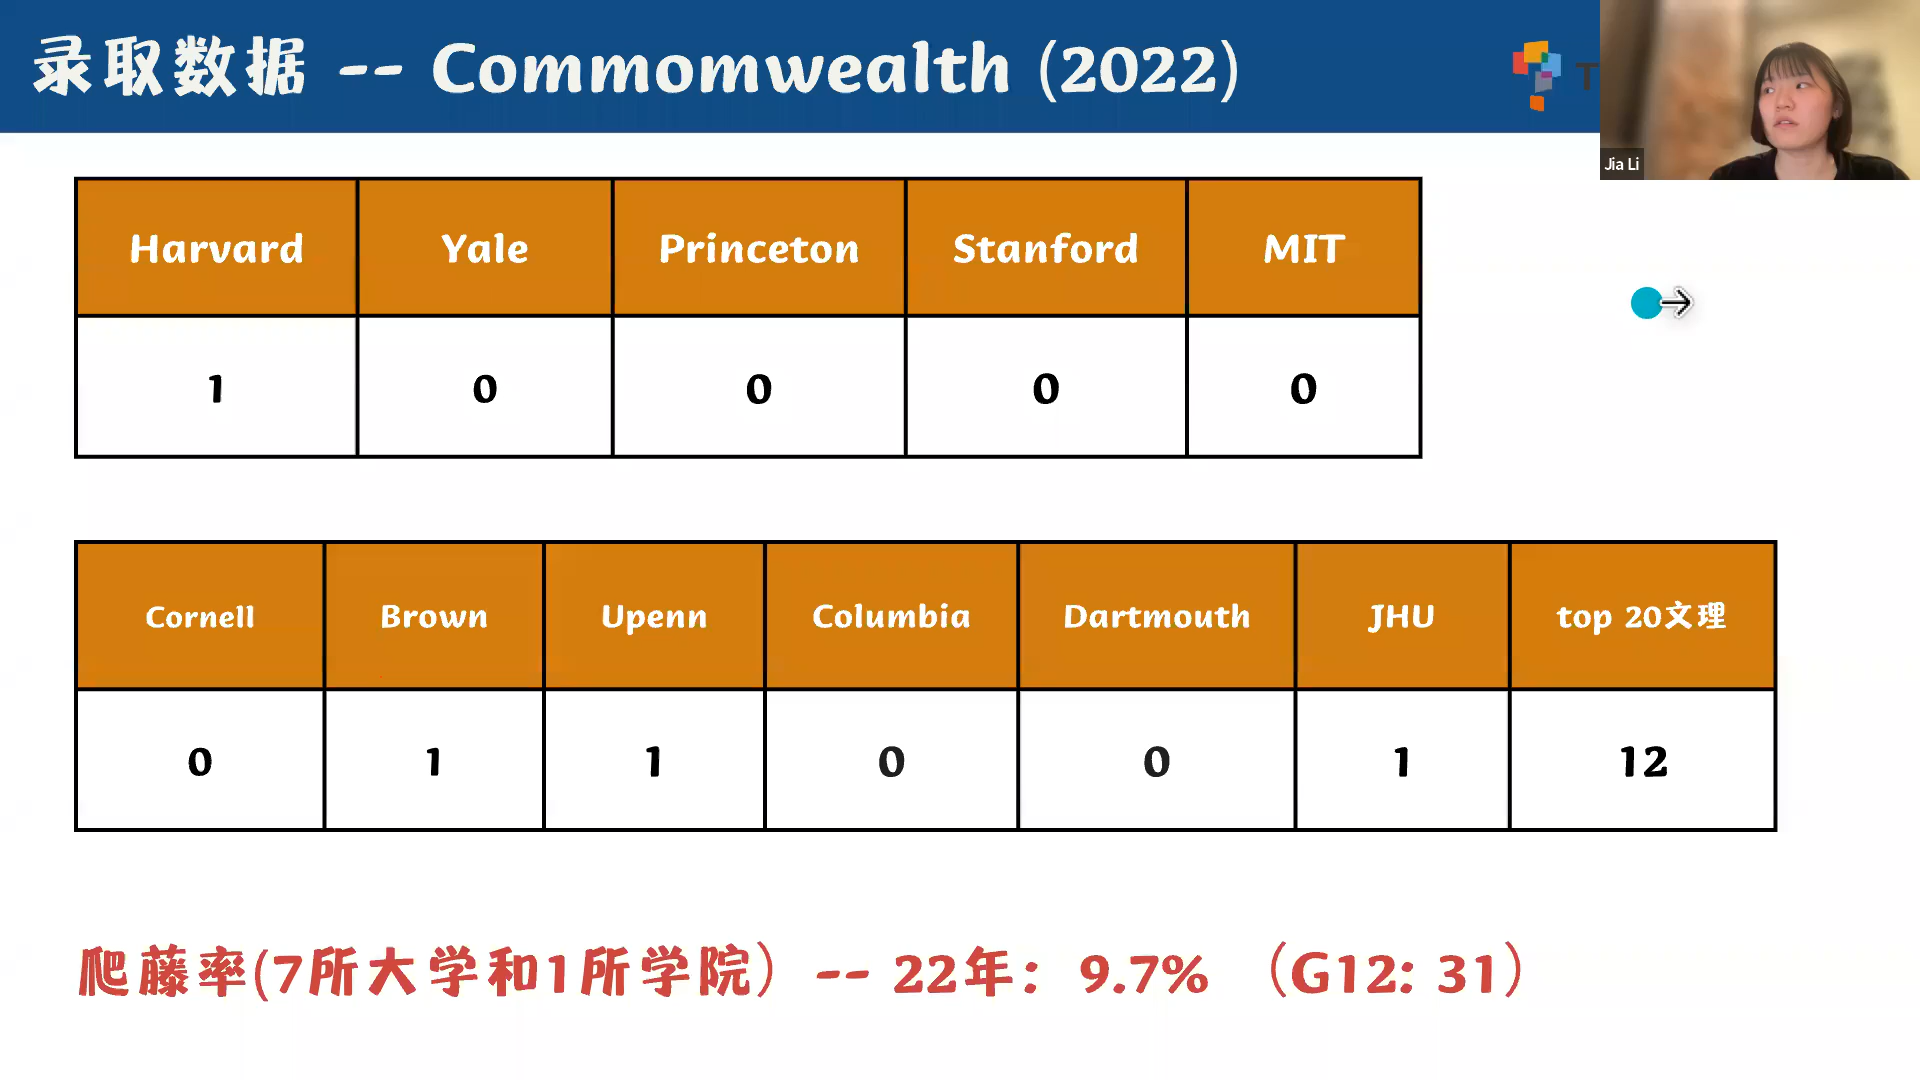 录取数据 -- Commomwealth (2022)
T
Jia Li
Harvard Yale Princeton Stanford MIT
1 0 0 0 0
Cornell Brown Upenn Columbia Dartmouth JHU top 20文理
0 1 1 0 0 1 12
爬藤率(7所大学和1所学院） -- 22年：9.7% （G12: 31）